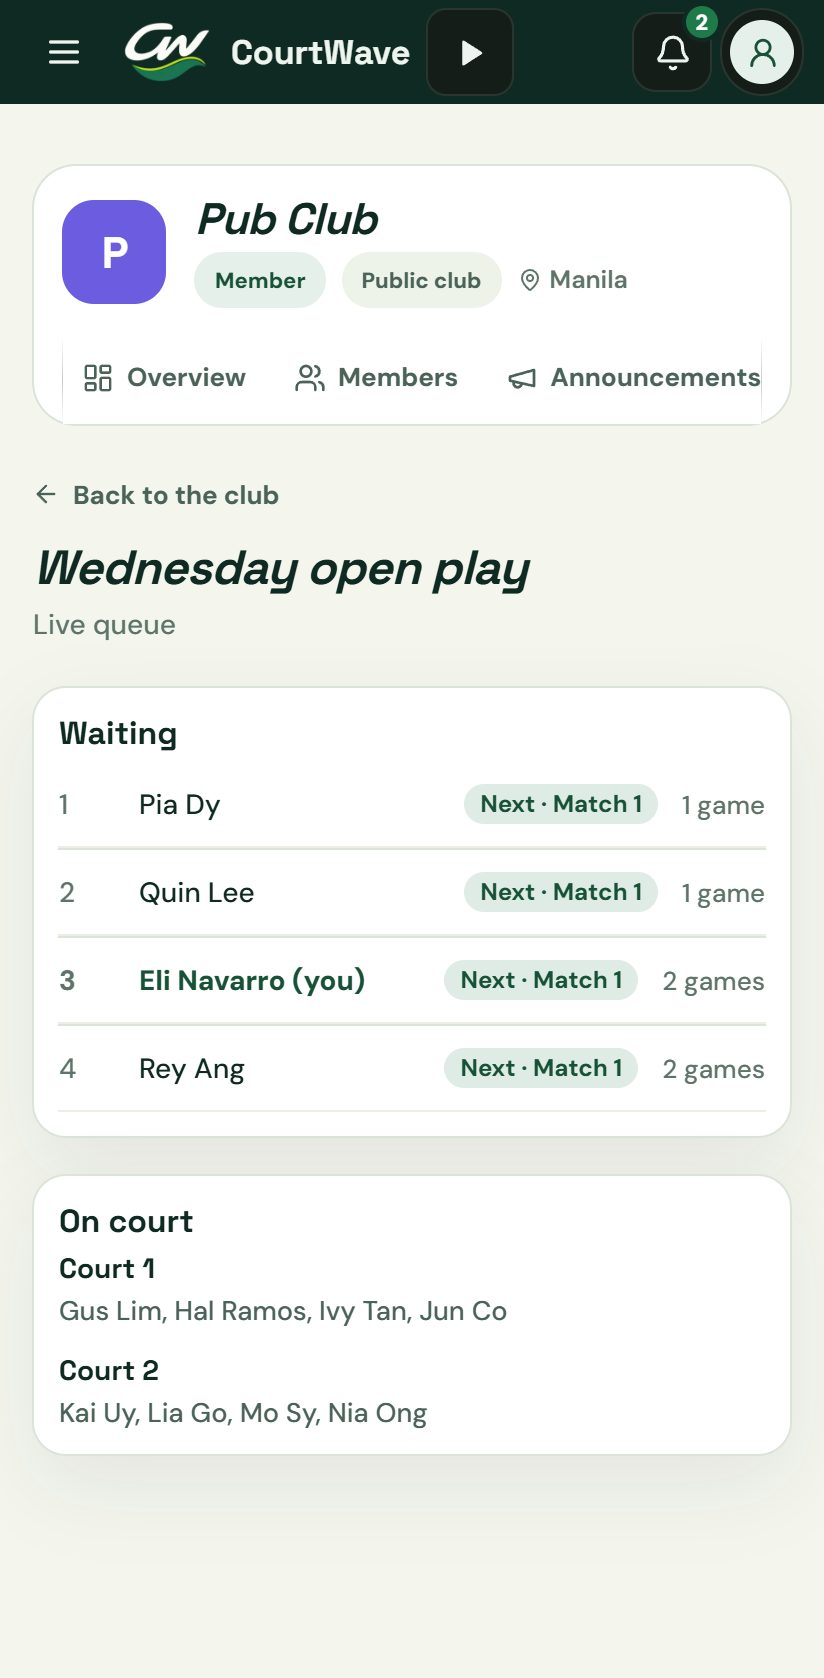 CW CourtWave
2
P
Pub Club
Member Public club Manila
Overview Members Announcements
Back to the club
Wednesday open play
Live queue
Waiting
1 Pia Dy Next · Match 1 1 game
2 Quin Lee Next · Match 1 1 game
3 Eli Navarro (you) Next · Match 1 2 games
4 Rey Ang Next · Match 1 2 games
On court
Court 1
Gus Lim, Hal Ramos, Ivy Tan, Jun Co
Court 2
Kai Uy, Lia Go, Mo Sy, Nia Ong